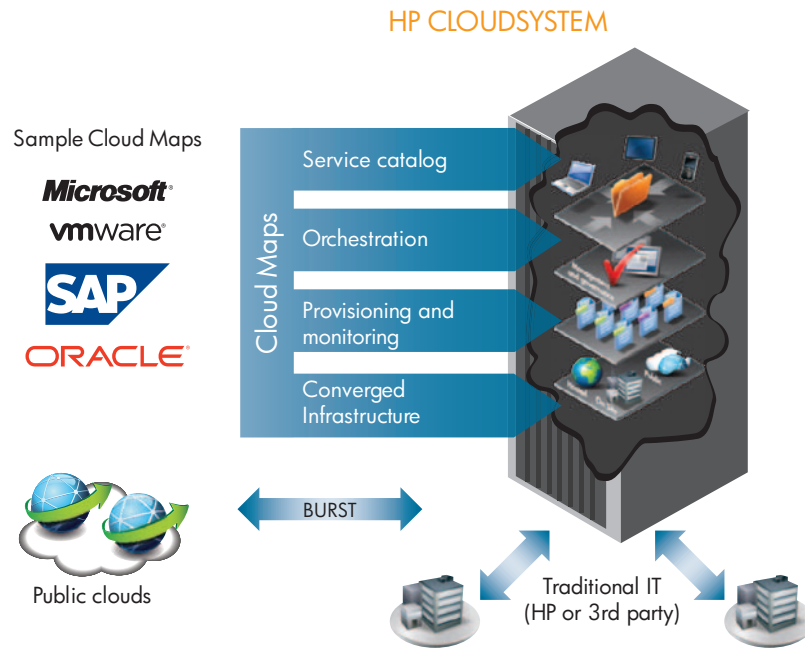 HP CLOUDSYSTEM
Sample Cloud Maps
Microsoft®
vmware®
SAP
ORACLE®
Cloud Maps
Service catalog
Orchestration
Provisioning and
monitoring
Converged
Infrastructure
Public
BURST
Public clouds
Traditional IT
(HP or 3rd party)